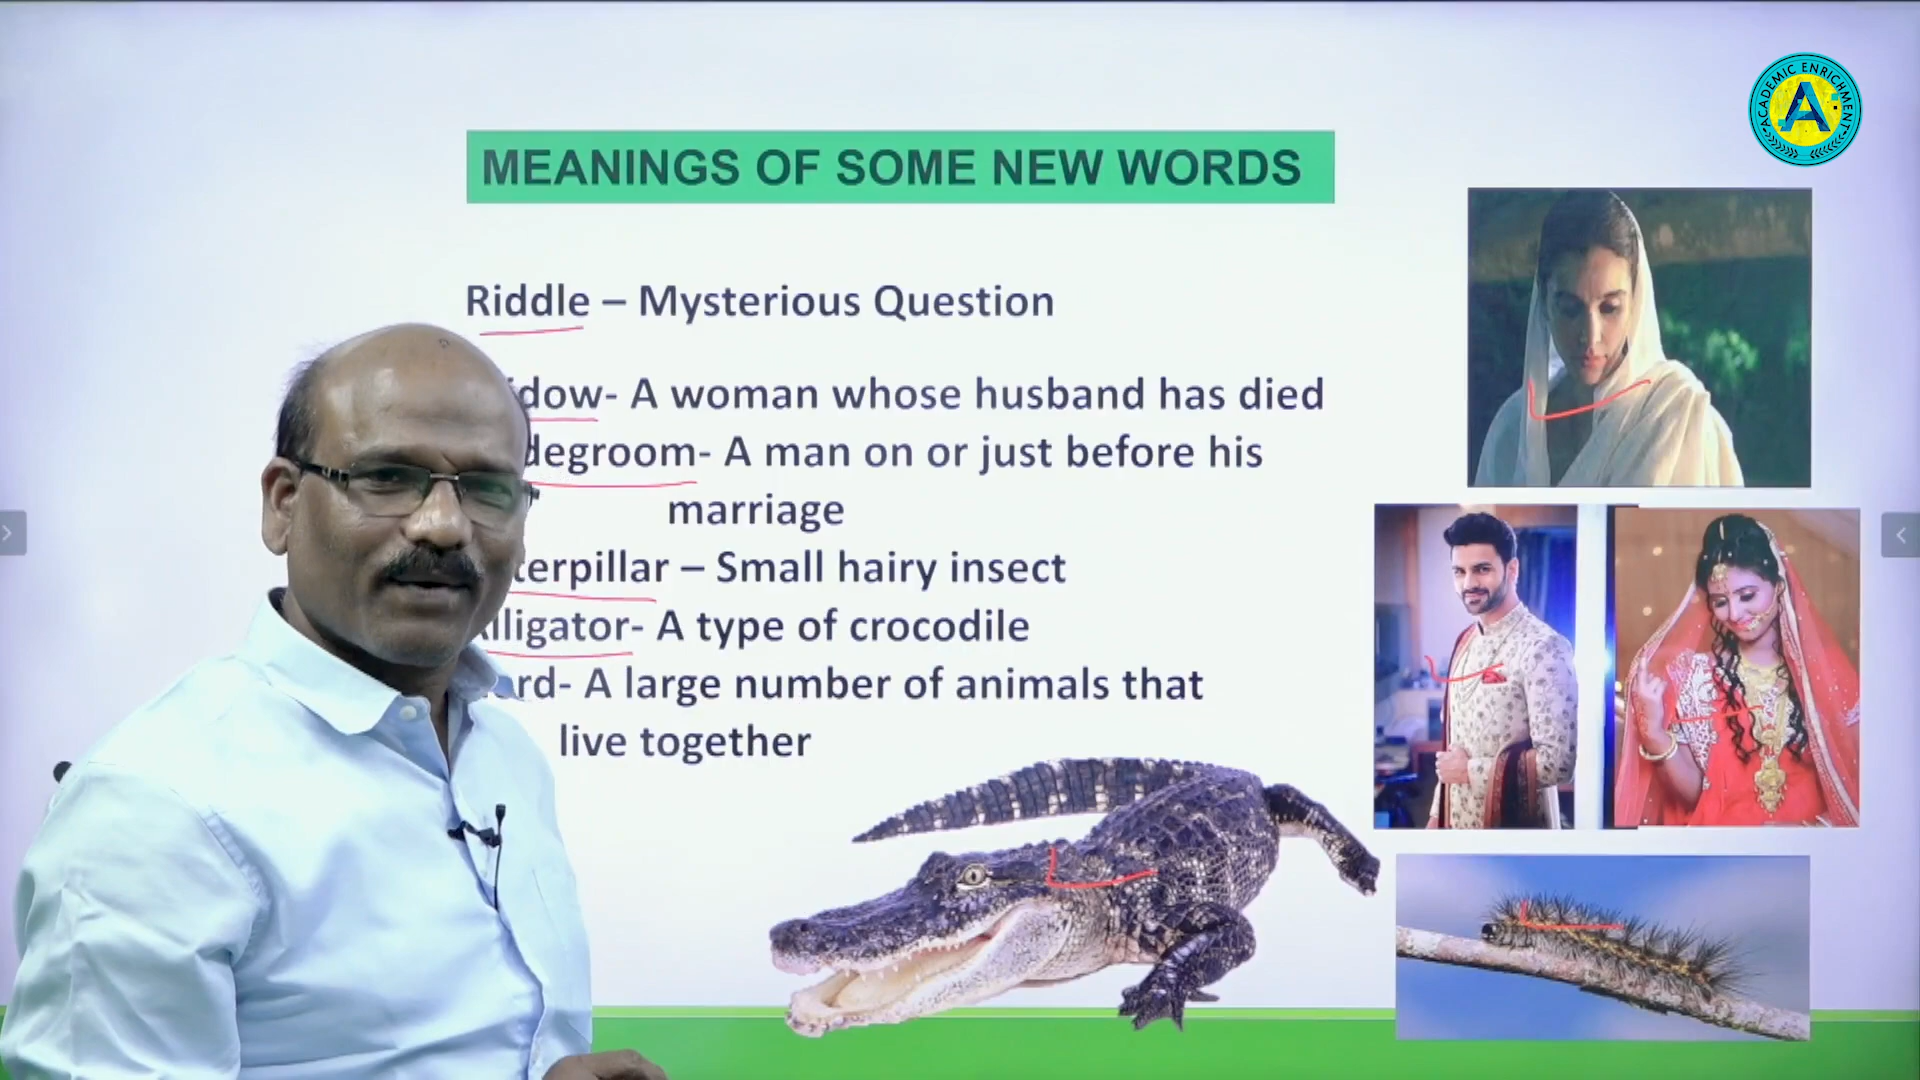 ACADEMIC ENRICHMENT
A
MEANINGS OF SOME NEW WORDS
Riddle – Mysterious Question
dow- A woman whose husband has died
degroom- A man on or just before his
marriage
terpillar – Small hairy insect
lligator- A type of crocodile
rd- A large number of animals that
live together